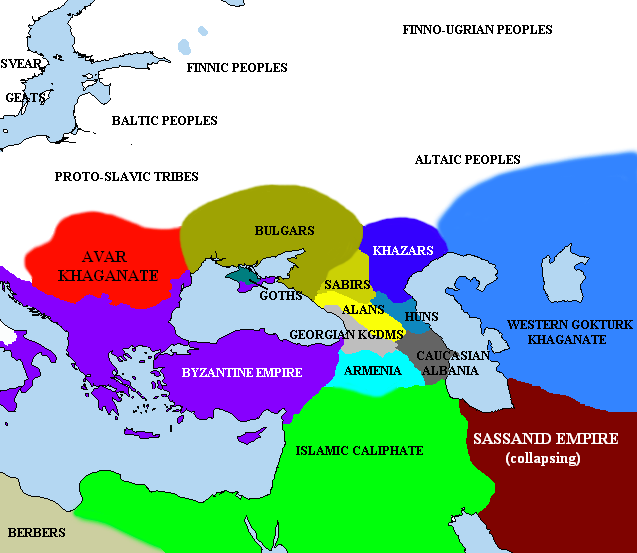 FINNO-UGRIAN PEOPLES
SVEAR
FINNIC PEOPLES
GEATS
BALTIC PEOPLES
ALTAIC PEOPLES
PROTO-SLAVIC TRIBES
BULGARS
AVAR
KHAGANATE
KHAZARS
SABIRS
GOTHS
ALANS
HUNS
WESTERN GOKTURK
KHAGANATE
GEORGIAN KGDMS
CAUCASIAN
ALBANIA
BYZANTINE EMPIRE
ARMENIA
SASSANID EMPIRE
(collapsing)
ISLAMIC CALIPHATE
BERBERS